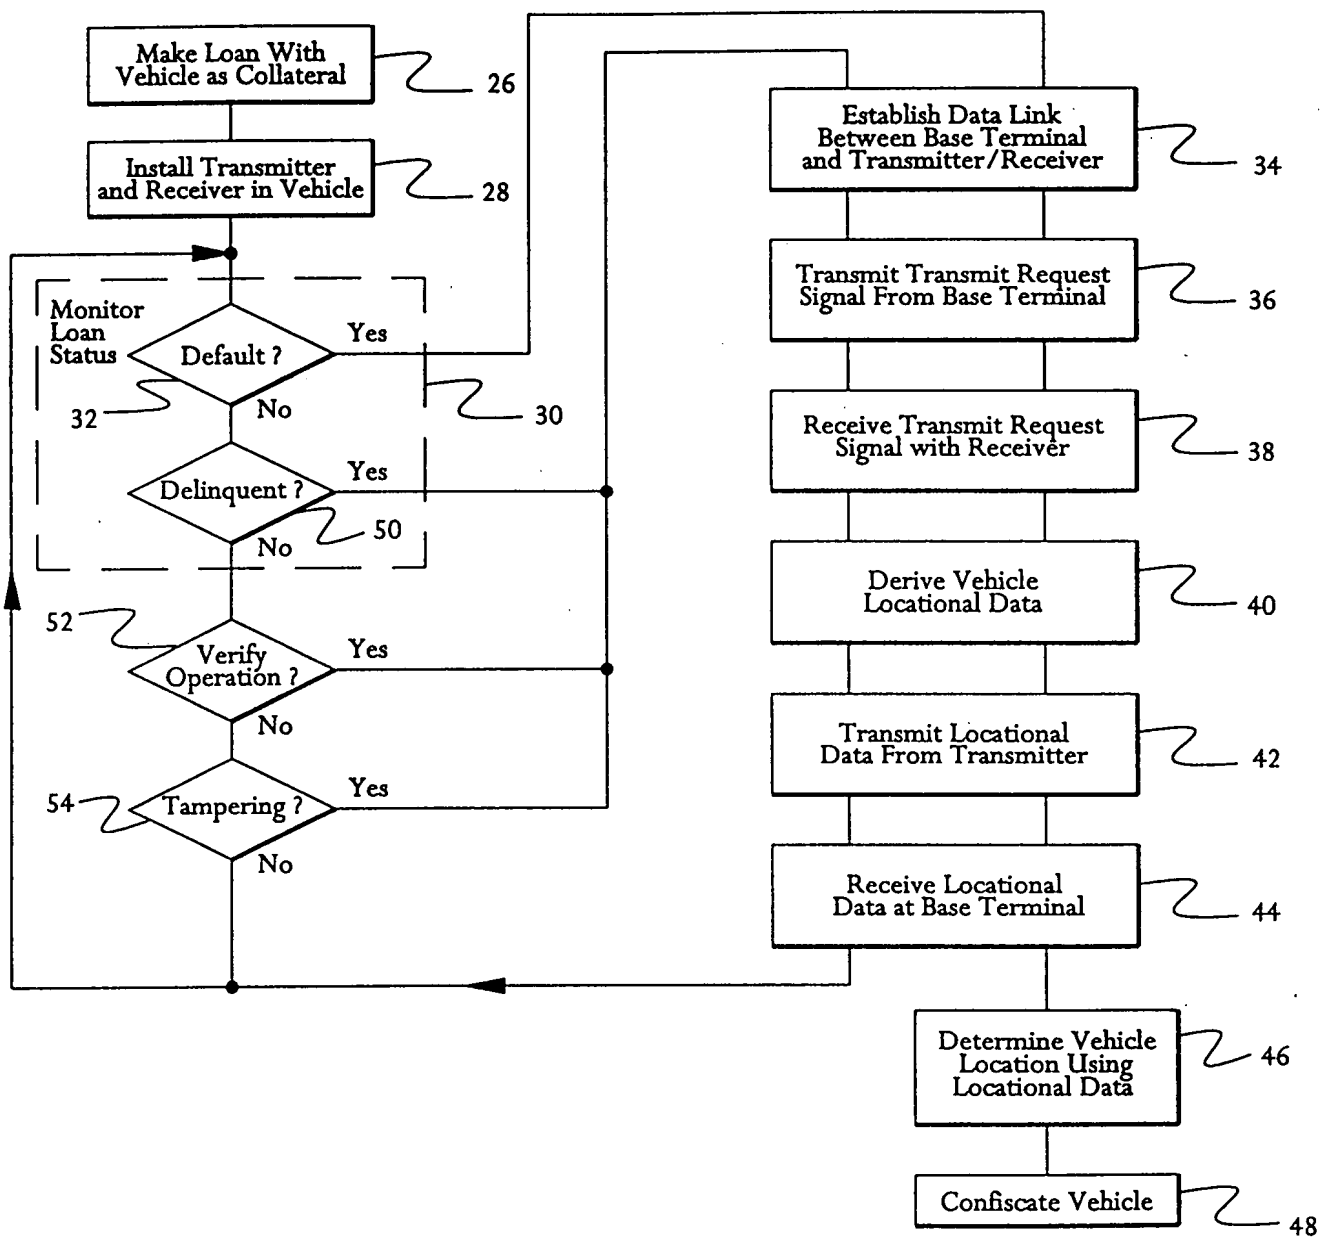 Make Loan With
Vehicle as Collateral
26
Install Transmitter
and Receiver in Vehicle
28
Monitor
Loan
Status
Default ?
Yes
32
No
30
Delinquent ?
Yes
50
No
52
Verify
Operation ?
Yes
No
54
Tampering ?
Yes
No
Establish Data Link
Between Base Terminal
and Transmitter/Receiver
34
Transmit Transmit Request
Signal From Base Terminal
36
Receive Transmit Request
Signal with Receiver
38
Derive Vehicle
Locational Data
40
Transmit Locational
Data From Transmitter
42
Receive Locational
Data at Base Terminal
44
Determine Vehicle
Location Using
Locational Data
46
Confiscate Vehicle
48